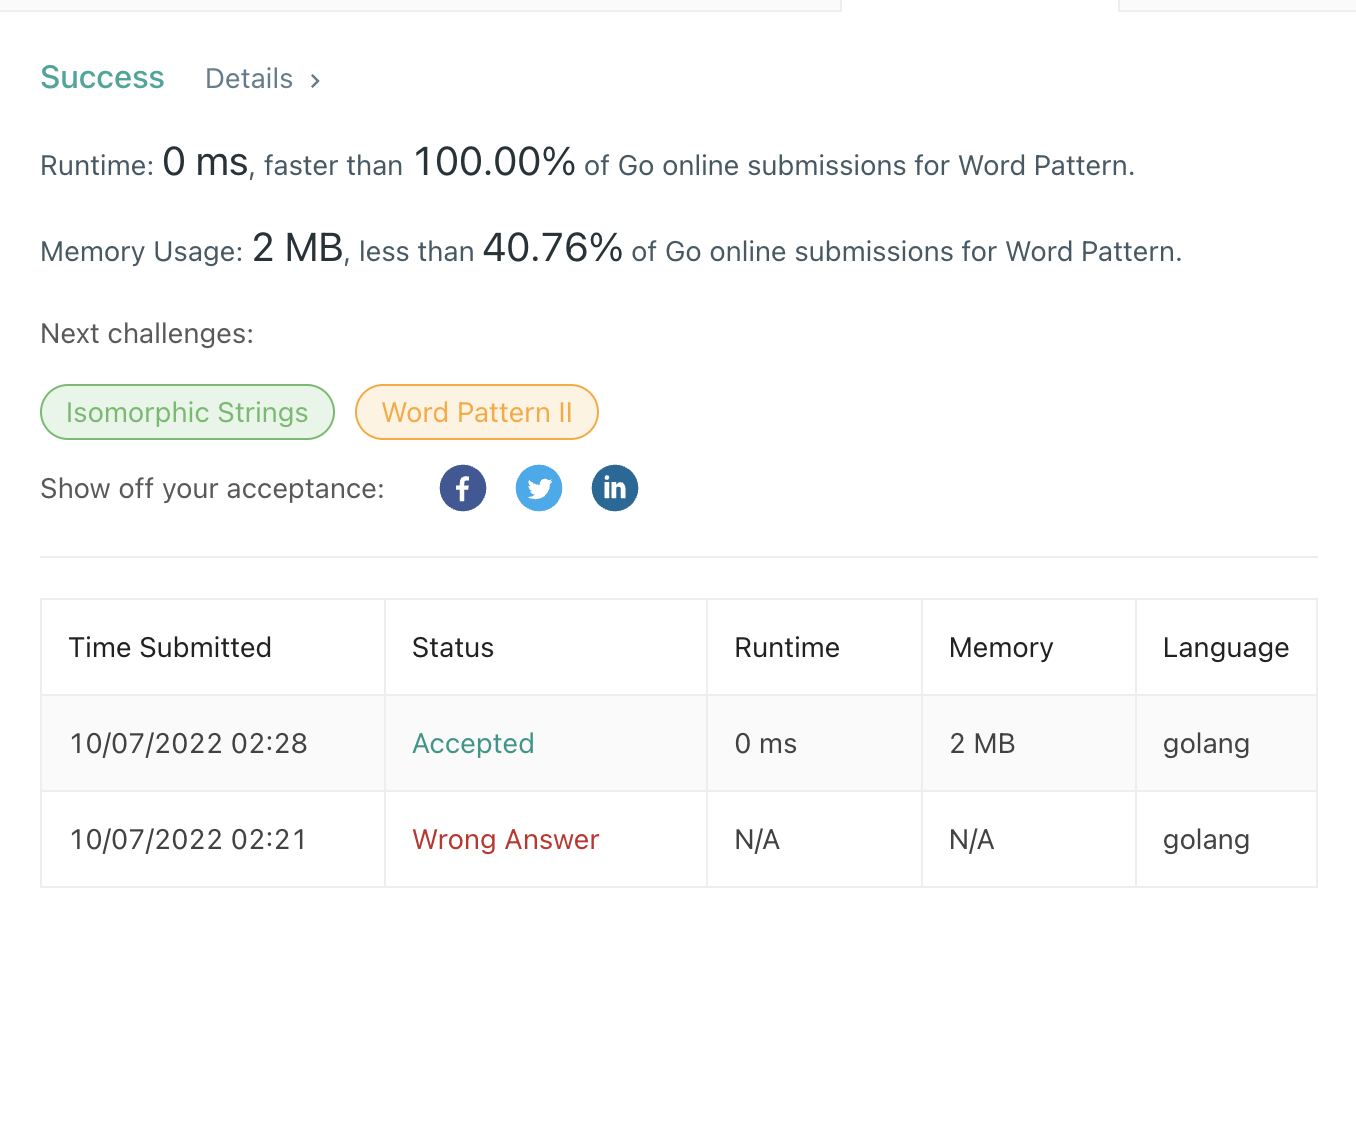 Success Details >
Runtime: 0 ms, faster than 100.00% of Go online submissions for Word Pattern.
Memory Usage: 2 MB, less than 40.76% of Go online submissions for Word Pattern.
Next challenges:
Isomorphic Strings Word Pattern II
Show off your acceptance: f in
Time Submitted Status Runtime Memory Language
10/07/2022 02:28 Accepted 0 ms 2 MB golang
10/07/2022 02:21 Wrong Answer N/A N/A golang